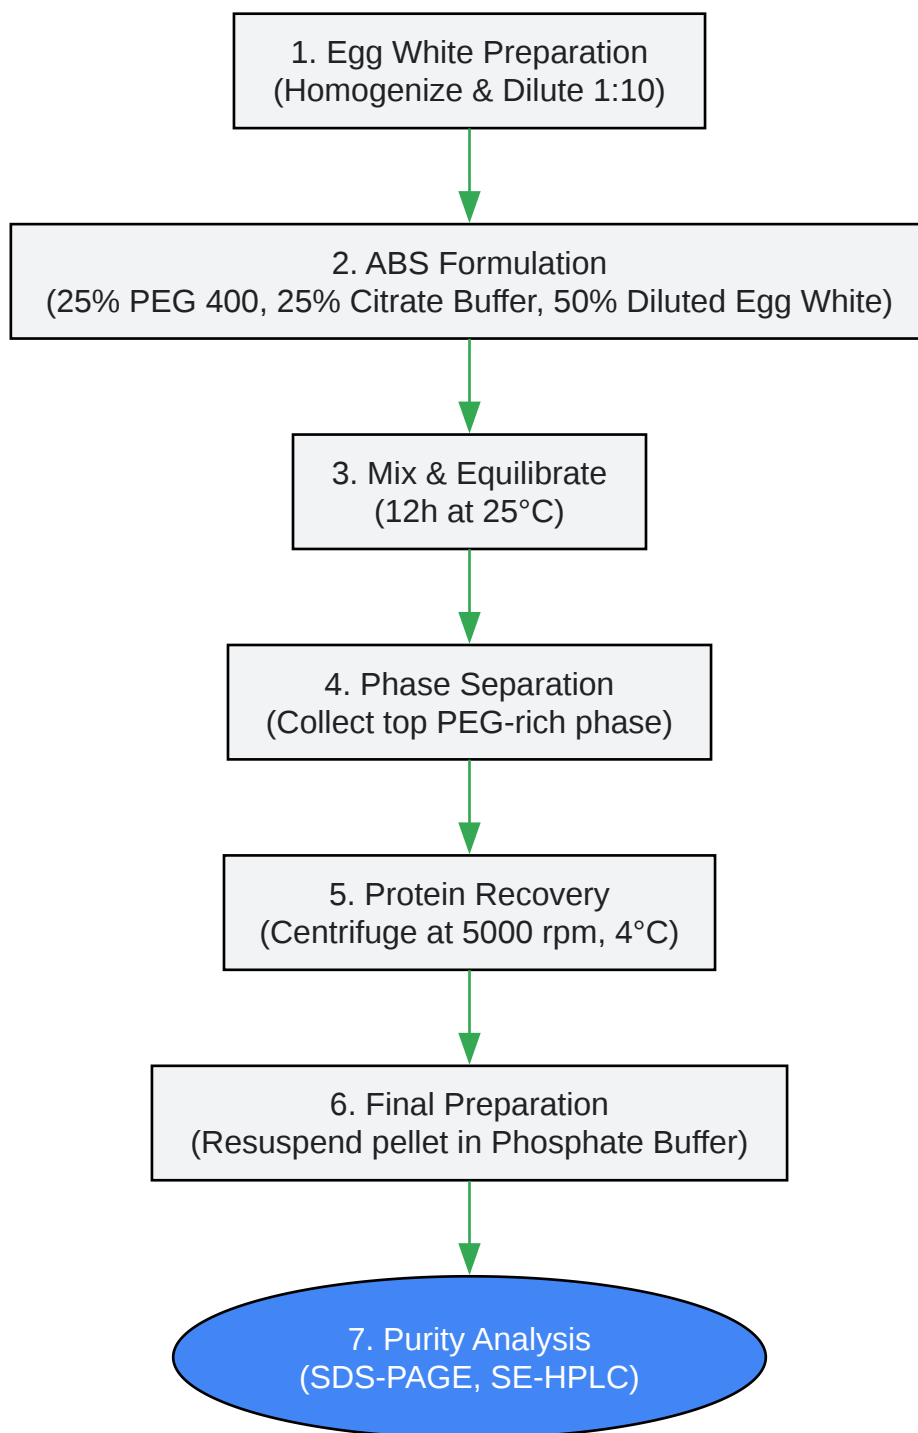 1. Egg White Preparation
(Homogenize & Dilute 1:10)
2. ABS Formulation
(25% PEG 400, 25% Citrate Buffer, 50% Diluted Egg White)
3. Mix & Equilibrate
(12h at 25°C)
4. Phase Separation
(Collect top PEG-rich phase)
5. Protein Recovery
(Centrifuge at 5000 rpm, 4°C)
6. Final Preparation
(Resuspend pellet in Phosphate Buffer)
7. Purity Analysis
(SDS-PAGE, SE-HPLC)